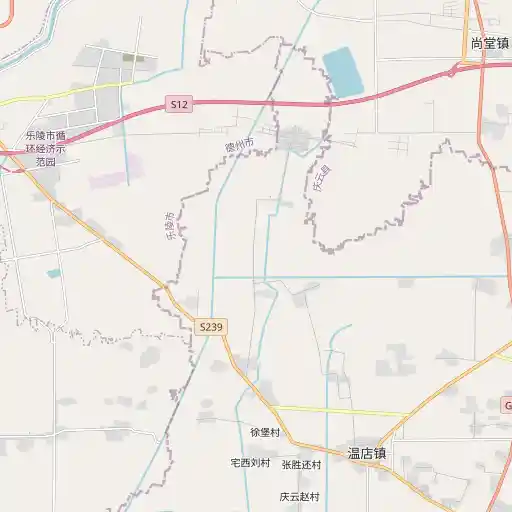 尚堂镇
S12
乐陵市循
环经济示
范园
德州市
庆云县
乐陵市
S239
G
徐堡村
温店镇
宅西刘村
张胜还村
庆云赵村